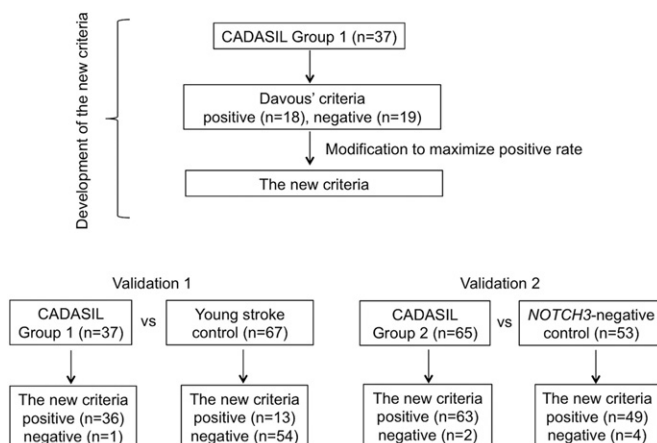 Development of the new criteria
CADASIL Group 1 (n=37)
Davous’ criteria
positive (n=18), negative (n=19)
Modification to maximize positive rate
The new criteria
Validation 1
CADASIL
Group 1 (n=37)
vs
Young stroke
control (n=67)
The new criteria
positive (n=36)
negative (n=1)
The new criteria
positive (n=13)
negative (n=54)
Validation 2
CADASIL
Group 2 (n=65)
vs
NOTCH3-negative
control (n=53)
The new criteria
positive (n=63)
negative (n=2)
The new criteria
positive (n=49)
negative (n=4)